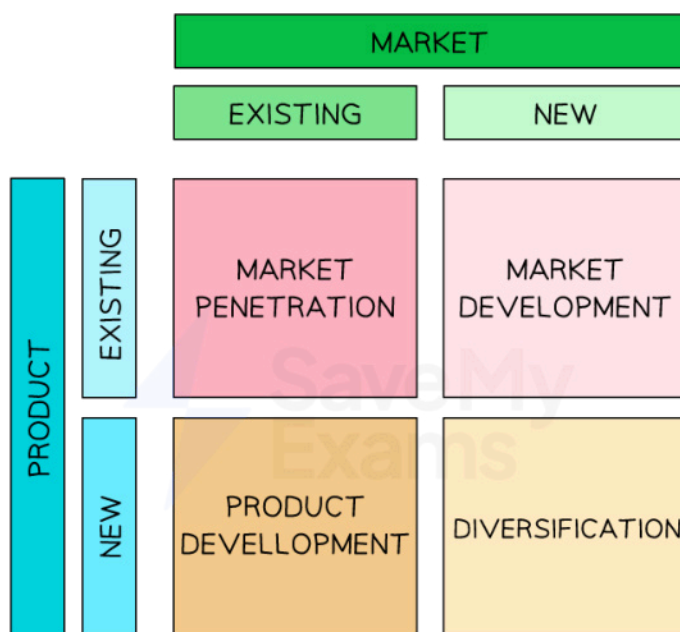 MARKET
EXISTING
NEW
PRODUCT
EXISTING
MARKET
PENETRATION
MARKET
DEVELOPMENT
NEW
PRODUCT
DEVELLOPMENT
DIVERSIFICATION
SaveMy
Exams